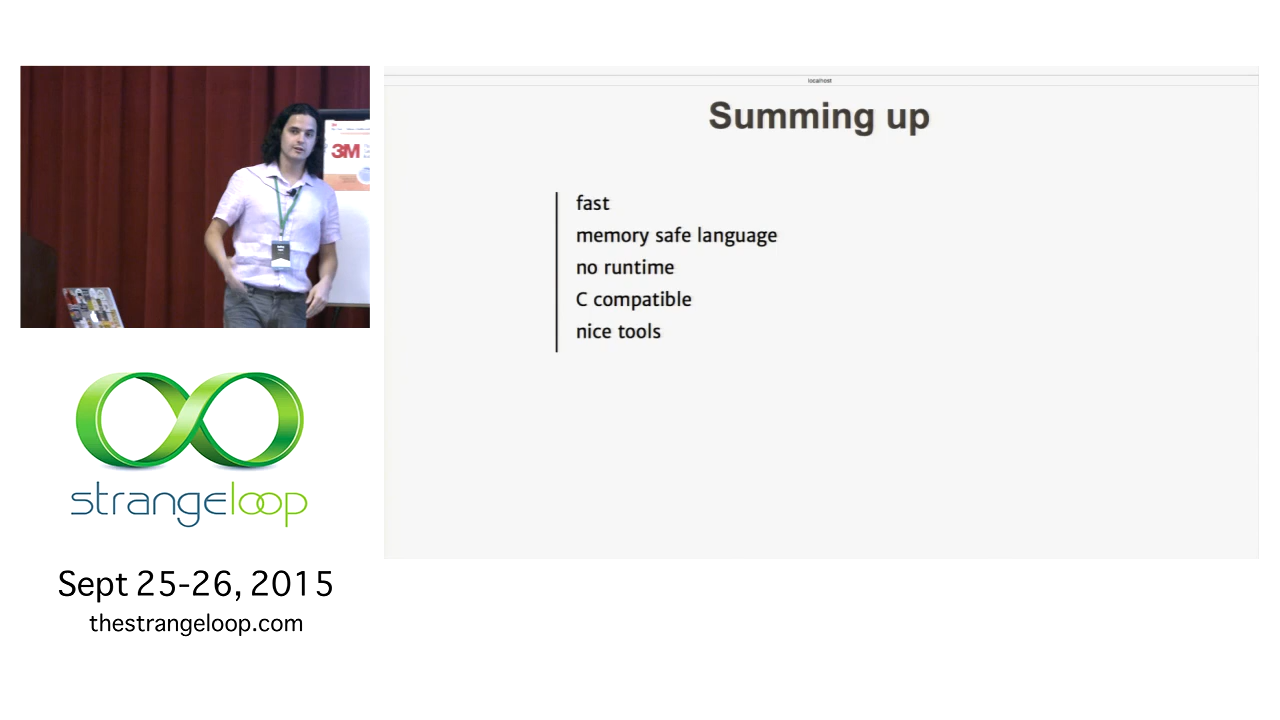 localhost
Summing up
fast
memory safe language
no runtime
C compatible
nice tools
3M
strangeloop
Sept 25-26, 2015
thestrangeloop.com